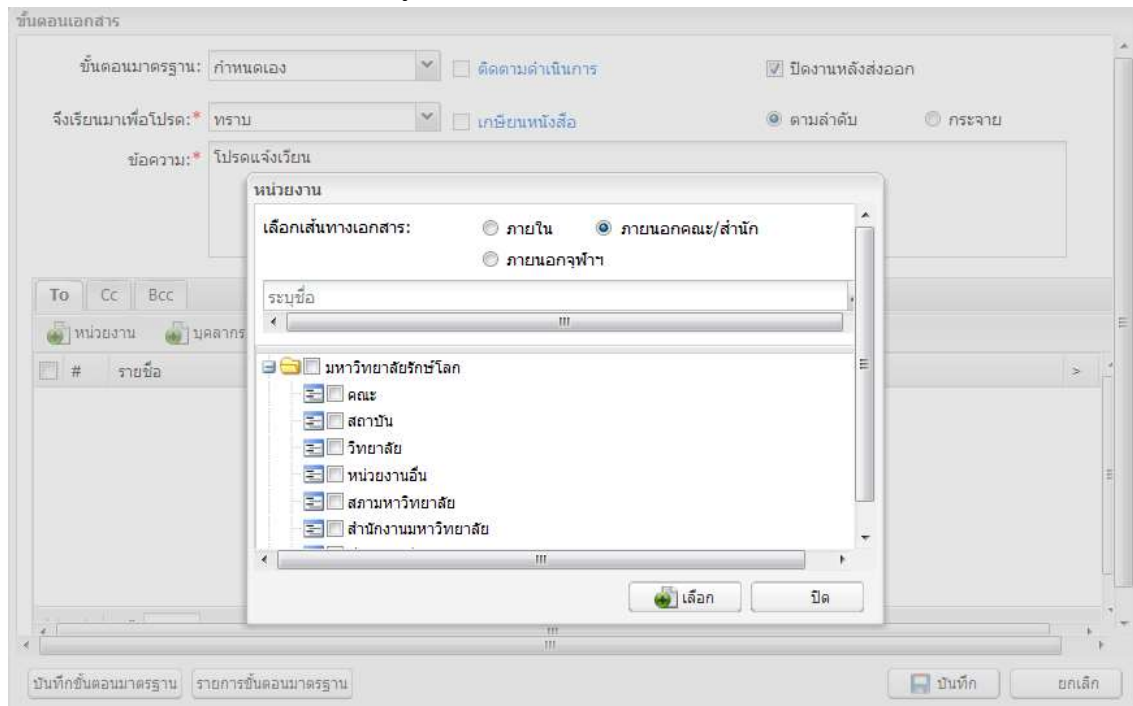 ขั้นตอนเอกสาร
ขั้นตอนมาตรฐาน: กำหนดเอง ติดตามดำเนินการ ปิดงานหลังส่งออก
จึงเรียนมาเพื่อโปรด:* ทราบ เกษียนหนังสือ ตามลำดับ กระจาย
ข้อความ:* โปรดแจ้งเวียน
หน่วยงาน
เลือกเส้นทางเอกสาร: ภายใน ภายนอกคณะ/สำนัก
ภายนอกจุฬาฯ
To Cc Bcc
ระบุชื่อ
หน่วยงาน บุคลากร
# รายชื่อ >
มหาวิทยาลัยรักษ์โลก
คณะ
สถาบัน
วิทยาลัย
หน่วยงานอื่น
สภามหาวิทยาลัย
สำนักงานมหาวิทยาลัย
เลือก ปิด
บันทึกขั้นตอนมาตรฐาน รายการขั้นตอนมาตรฐาน บันทึก ยกเลิก